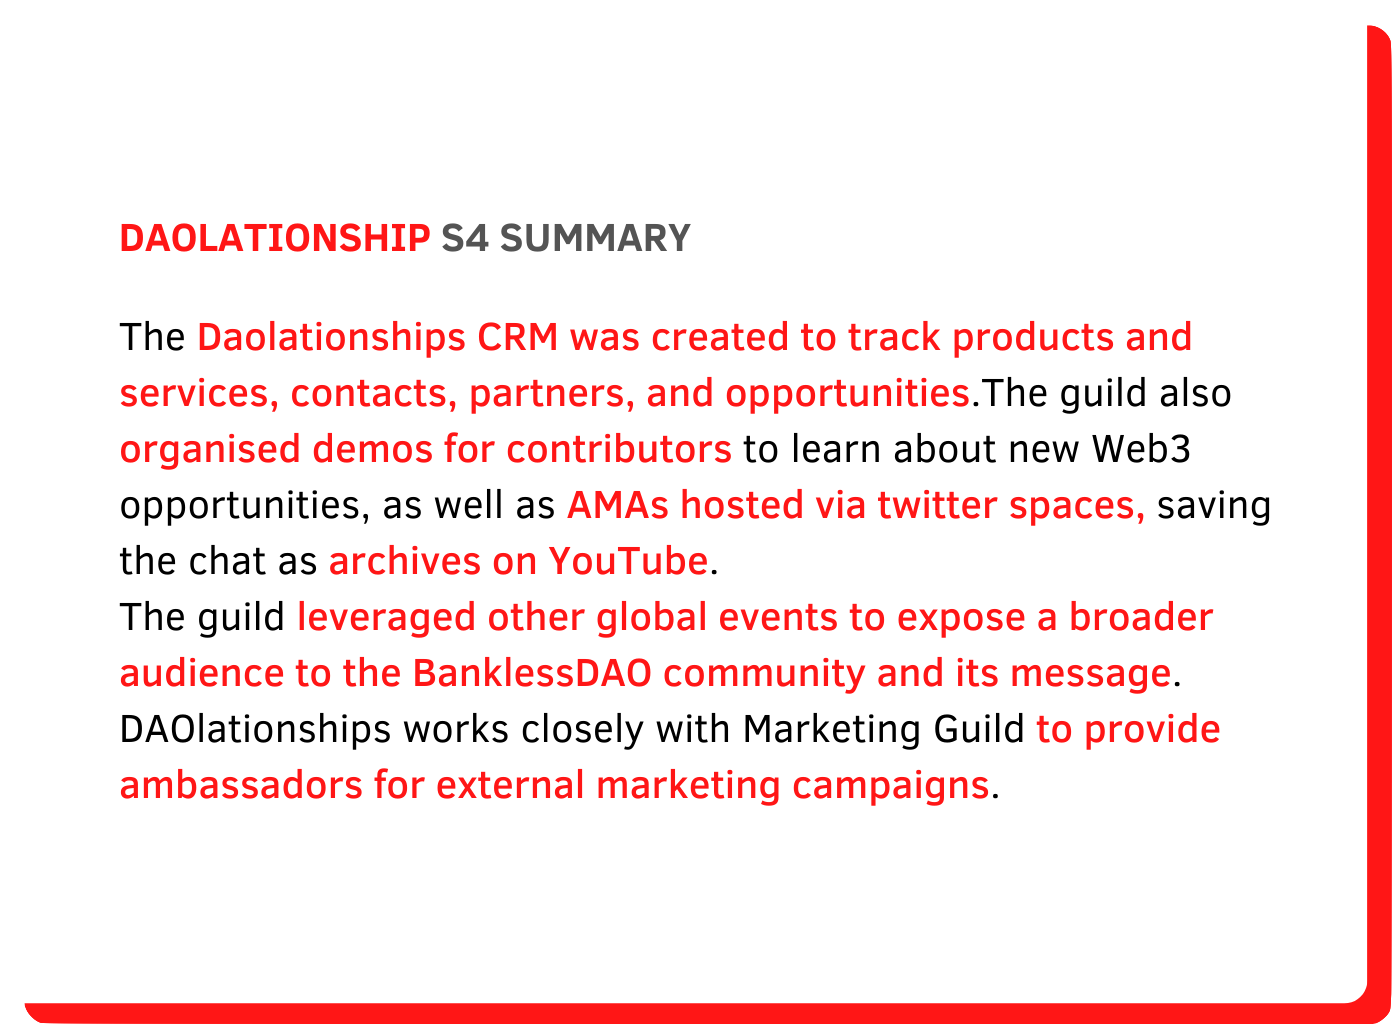 DAOLATIONSHIP S4 SUMMARY
The Daolationships CRM was created to track products and
services, contacts, partners, and opportunities.The guild also
organised demos for contributors to learn about new Web3
opportunities, as well as AMAs hosted via twitter spaces, saving
the chat as archives on YouTube.
The guild leveraged other global events to expose a broader
audience to the BanklessDAO community and its message.
DAOlationships works closely with Marketing Guild to provide
ambassadors for external marketing campaigns.